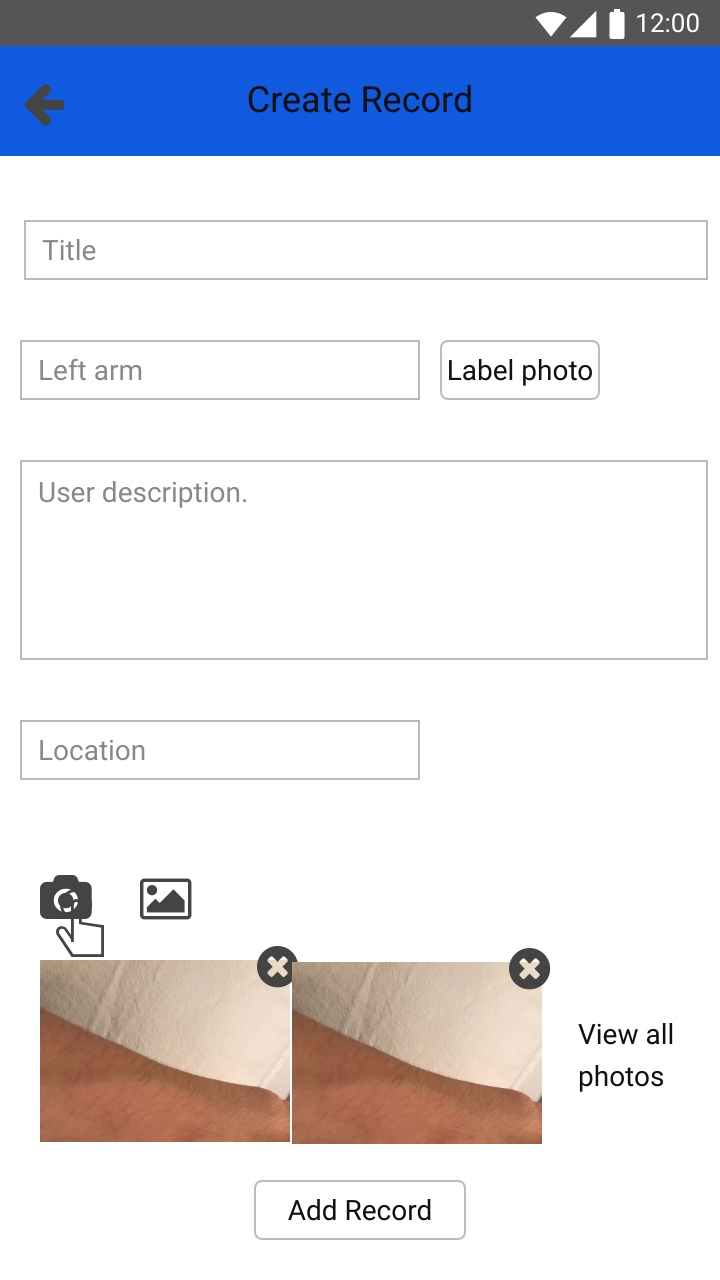 12:00
Create Record
Title
Left arm
Label photo
User description.
Location
View all
photos
Add Record